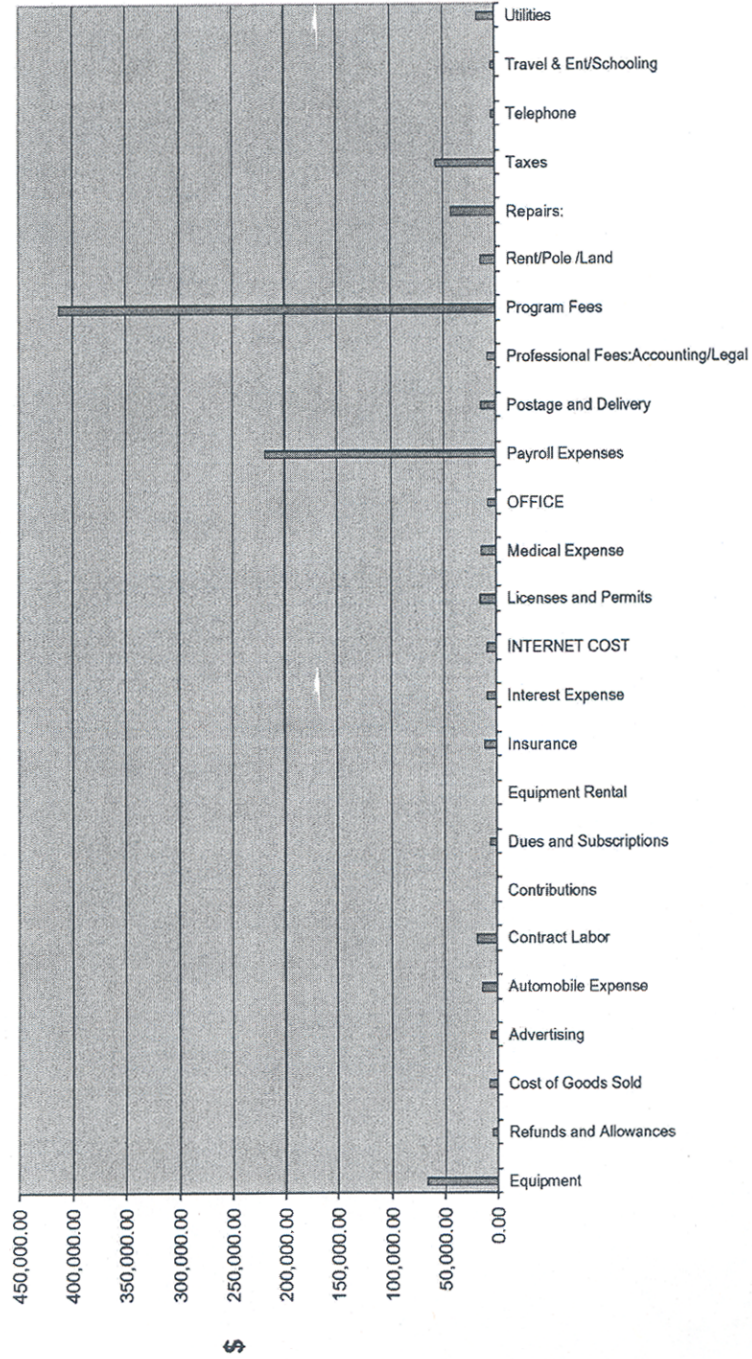 Utilities
Travel & Ent/Schooling
Telephone
Taxes
Repairs:
Rent/Pole /Land
Program Fees
Professional Fees:Accounting/Legal
Postage and Delivery
Payroll Expenses
OFFICE
Medical Expense
Licenses and Permits
INTERNET COST
Interest Expense
Insurance
Equipment Rental
Dues and Subscriptions
Contributions
Contract Labor
Automobile Expense
Advertising
Cost of Goods Sold
Refunds and Allowances
Equipment
450,000.00
400,000.00
350,000.00
300,000.00
250,000.00
200,000.00
150,000.00
100,000.00
50,000.00
0.00
$